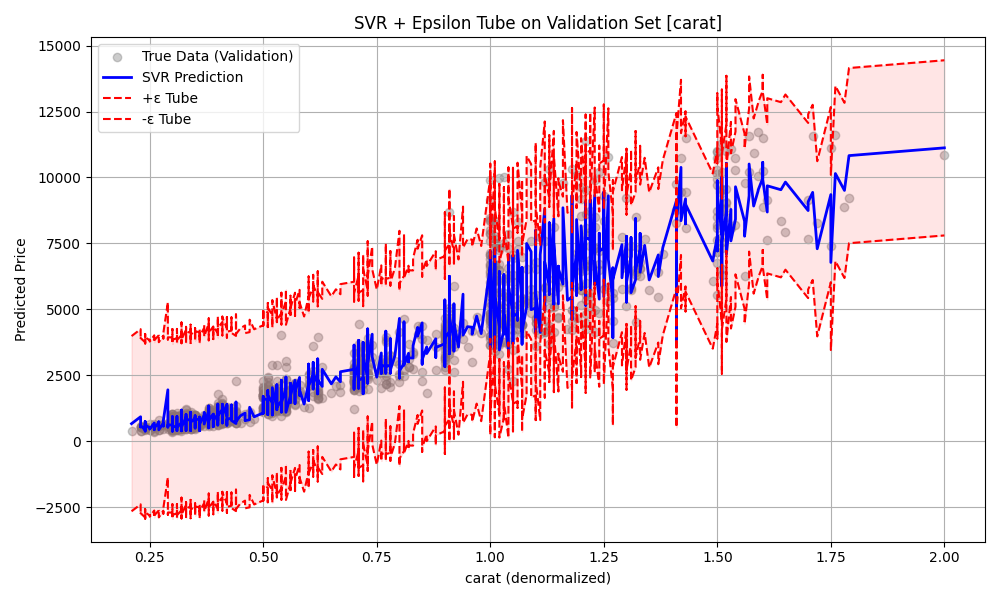 SVR + Epsilon Tube on Validation Set [carat]
True Data (Validation)
SVR Prediction
+ε Tube
-ε Tube
Predicted Price
15000
12500
10000
7500
5000
2500
0
−2500
0.25 0.50 0.75 1.00 1.25 1.50 1.75 2.00
carat (denormalized)